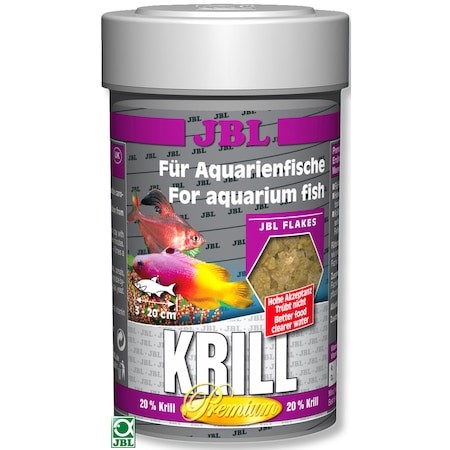 JBL
Für Aquarienfische
For aquarium fish
JBL FLAKES
Hohe Akzeptanz
Trübt nicht
Better food
clearer water
3 - 20 cm
KRILL
Premium
20 % Krill
20 % Krill
JBL
UK